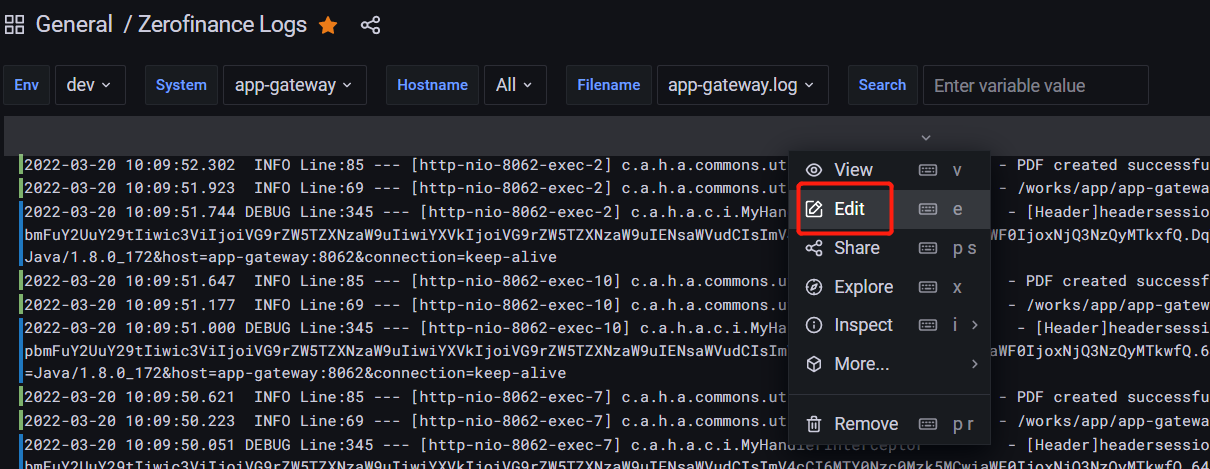 General / Zerofinance Logs
Env dev System app-gateway Hostname All Filename app-gateway.log Search Enter variable value
2022-03-20 10:09:52.302 INFO Line:85 --- [http-nio-8062-exec-2] c.a.h.a.commons.ut - PDF created successfu
View v
2022-03-20 10:09:51.923 INFO Line:69 --- [http-nio-8062-exec-2] c.a.h.a.commons.ut - /works/app/app-gatewa
2022-03-20 10:09:51.744 DEBUG Line:345 --- [http-nio-8062-exec-2] c.a.h.a.c.i.MyHan - [Header]headersessio
Edit e
bmFuY2UuY29tIiwic3ViIjoiVG9rZW5TZXNzaW9uIiwiYXVkIjoiVG9rZW5TZXNzaW9uIENsaWVudCIsImV4 WF0IjoxNjQ3NzQyMTkxfQ.Dq
Java/1.8.0_172&host=app-gateway:8062&connection=keep-alive
Share p s
2022-03-20 10:09:51.647 INFO Line:85 --- [http-nio-8062-exec-10] c.a.h.a.commons.u - PDF created successf
Explore x
2022-03-20 10:09:51.177 INFO Line:69 --- [http-nio-8062-exec-10] c.a.h.a.commons.u - /works/app/app-gatew
2022-03-20 10:09:51.000 DEBUG Line:345 --- [http-nio-8062-exec-10] c.a.h.a.c.i.MyHa - [Header]headersessi
Inspect i
pbmFuY2UuY29tIiwic3ViIjoiVG9rZW5TZXNzaW9uIiwiYXVkIjoiVG9rZW5TZXNzaW9uIENsaWVudCIsIm aWF0IjoxNjQ3NzQyMTkwfQ.6
More...
=Java/1.8.0_172&host=app-gateway:8062&connection=keep-alive
2022-03-20 10:09:50.621 INFO Line:85 --- [http-nio-8062-exec-7] c.a.h.a.commons.ut - PDF created successfu
2022-03-20 10:09:50.223 INFO Line:69 --- [http-nio-8062-exec-7] c.a.h.a.commons.ut - /works/app/app-gatewa
Remove p r
2022-03-20 10:09:50.051 DEBUG Line:345 --- [http-nio-8062-exec-7] c.a.h.a.c.i.MyHandlerInterceptor - [Header]headersessio